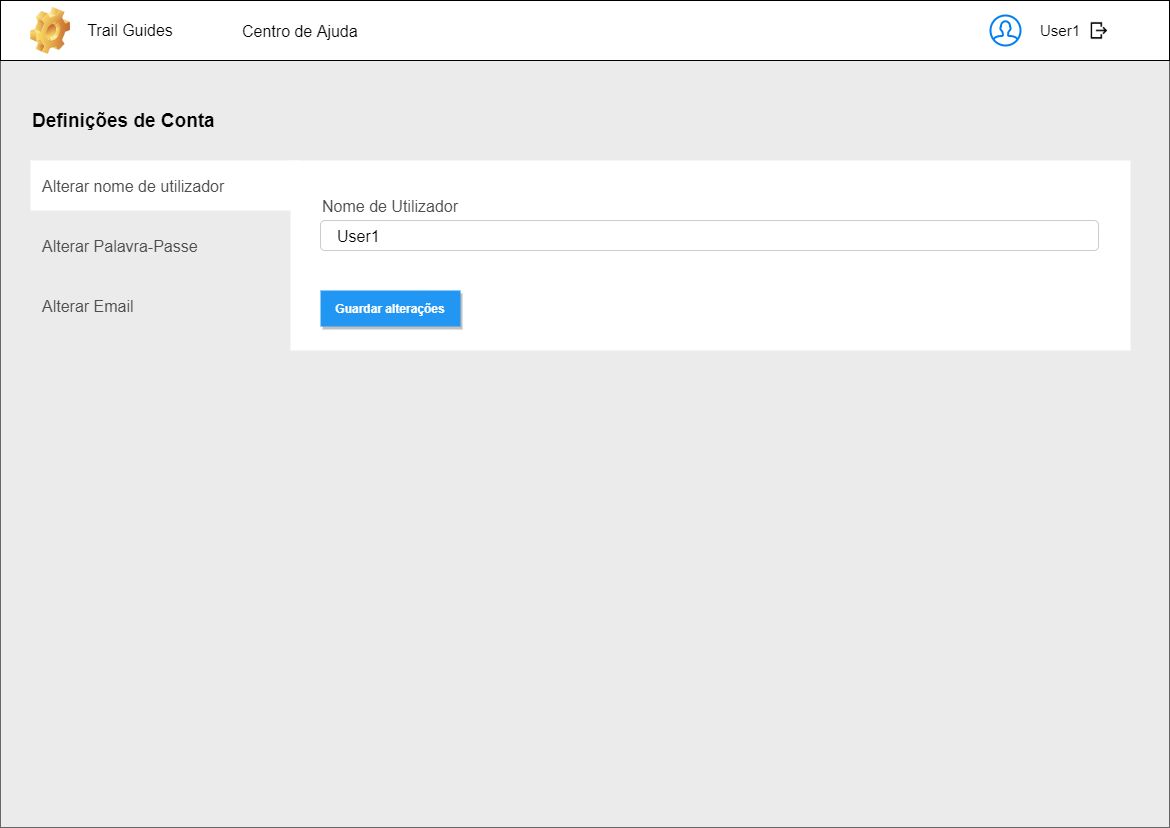 Trail Guides
Centro de Ajuda
User1
Definições de Conta
Alterar nome de utilizador
Alterar Palavra-Passe
Alterar Email
Nome de Utilizador
User1
Guardar alterações